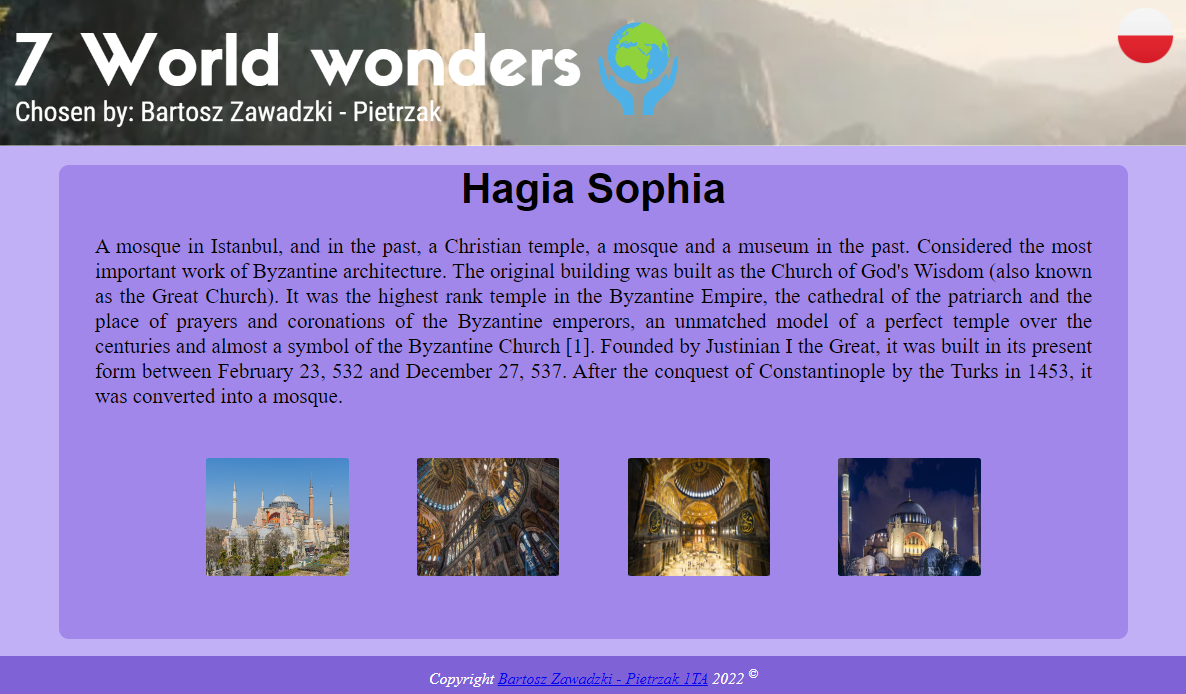 7 World wonders
Chosen by: Bartosz Zawadzki - Pietrzak
Hagia Sophia
A mosque in Istanbul, and in the past, a Christian temple, a mosque and a museum in the past. Considered the most
important work of Byzantine architecture. The original building was built as the Church of God's Wisdom (also known
as the Great Church). It was the highest rank temple in the Byzantine Empire, the cathedral of the patriarch and the
place of prayers and coronations of the Byzantine emperors, an unmatched model of a perfect temple over the
centuries and almost a symbol of the Byzantine Church [1]. Founded by Justinian I the Great, it was built in its present
form between February 23, 532 and December 27, 537. After the conquest of Constantinople by the Turks in 1453, it
was converted into a mosque.
Copyright Bartosz Zawadzki - Pietrzak 1TA 2022 ©